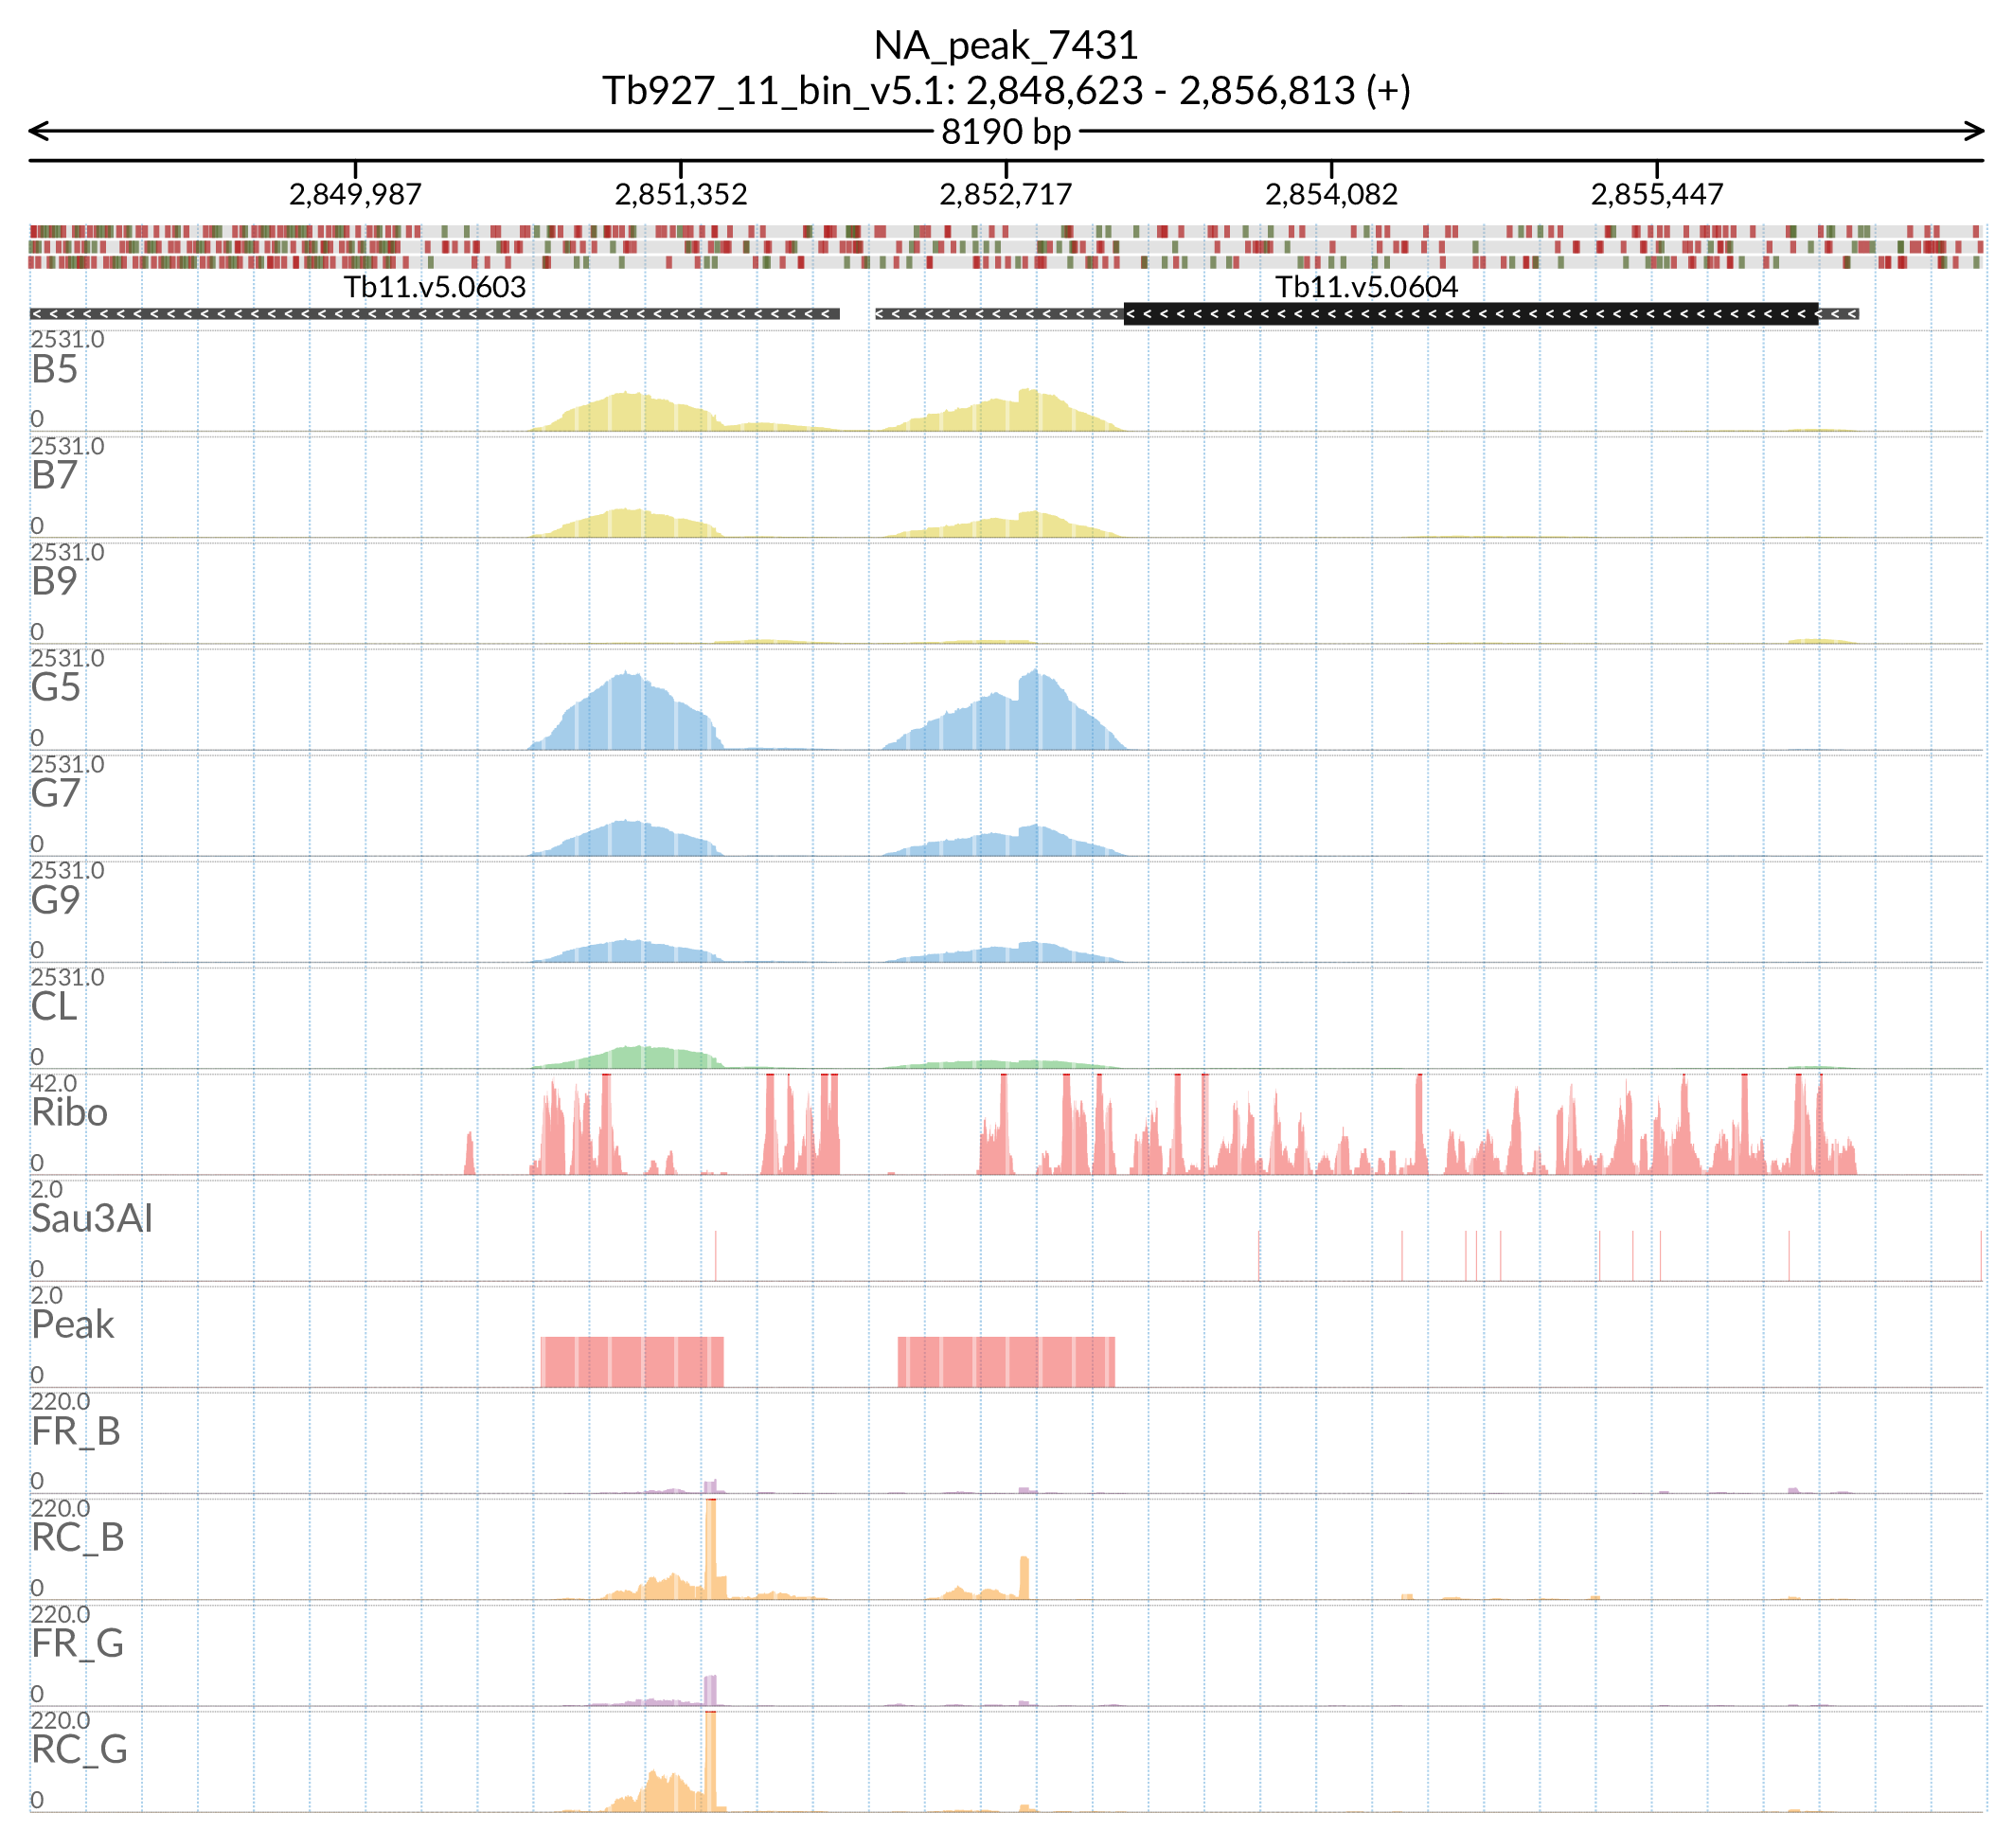 NA_peak_7431
Tb927_11_bin_v5.1: 2,848,623 - 2,856,813 (+)
8190 bp
2,849,987 2,851,352 2,852,717 2,854,082 2,855,447
Tb11.v5.0603 Tb11.v5.0604
2531.0
B5
0
2531.0
B7
0
2531.0
B9
0
2531.0
G5
0
2531.0
G7
0
2531.0
G9
0
2531.0
CL
0
42.0
Ribo
0
2.0
Sau3AI
0
2.0
Peak
0
220.0
FR_B
0
220.0
RC_B
0
220.0
FR_G
0
220.0
RC_G
0